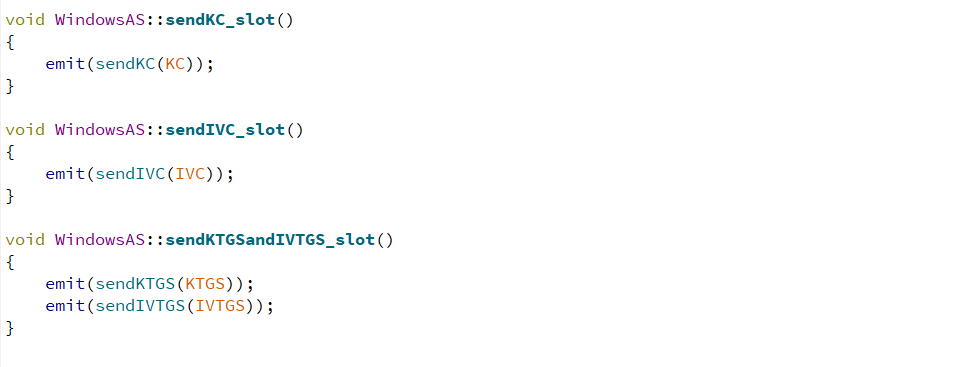 void WindowsAS::sendKC_slot()
{
    emit(sendKC(KC));
}

void WindowsAS::sendIVC_slot()
{
    emit(sendIVC(IVC));
}

void WindowsAS::sendKTGSandIVTGS_slot()
{
    emit(sendKTGS(KTGS));
    emit(sendIVTGS(IVTGS));
}